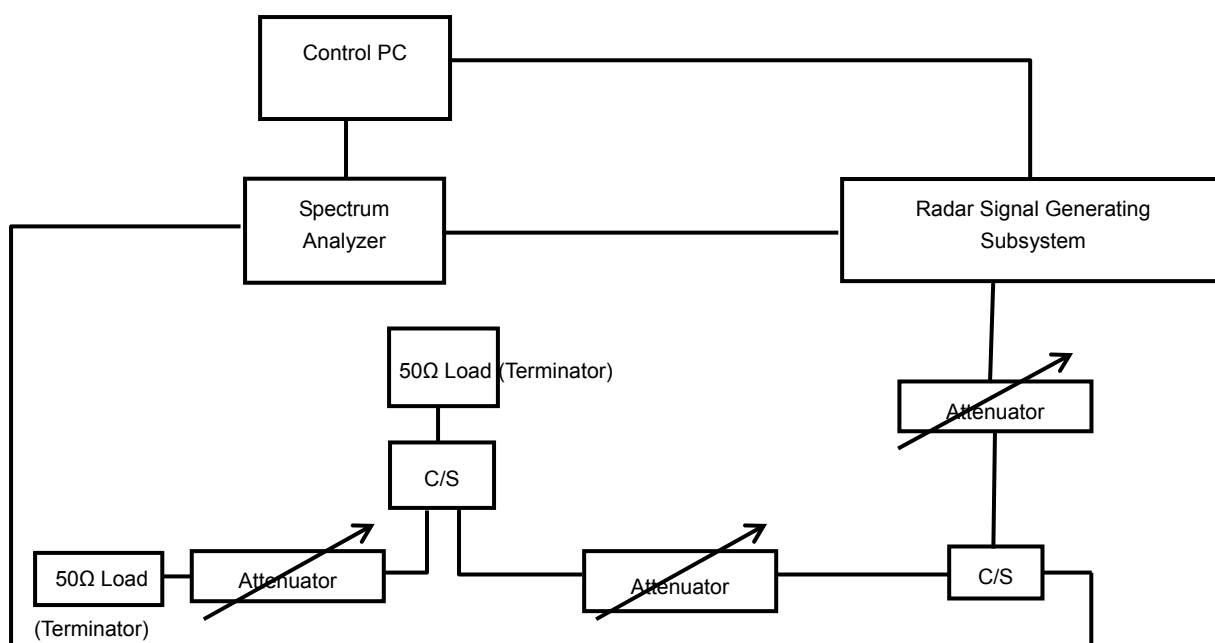 Control PC
Spectrum
Analyzer
Radar Signal Generating
Subsystem
50Ω Load (Terminator)
Attenuator
C/S
50Ω Load
(Terminator)
Attenuator
Attenuator
C/S